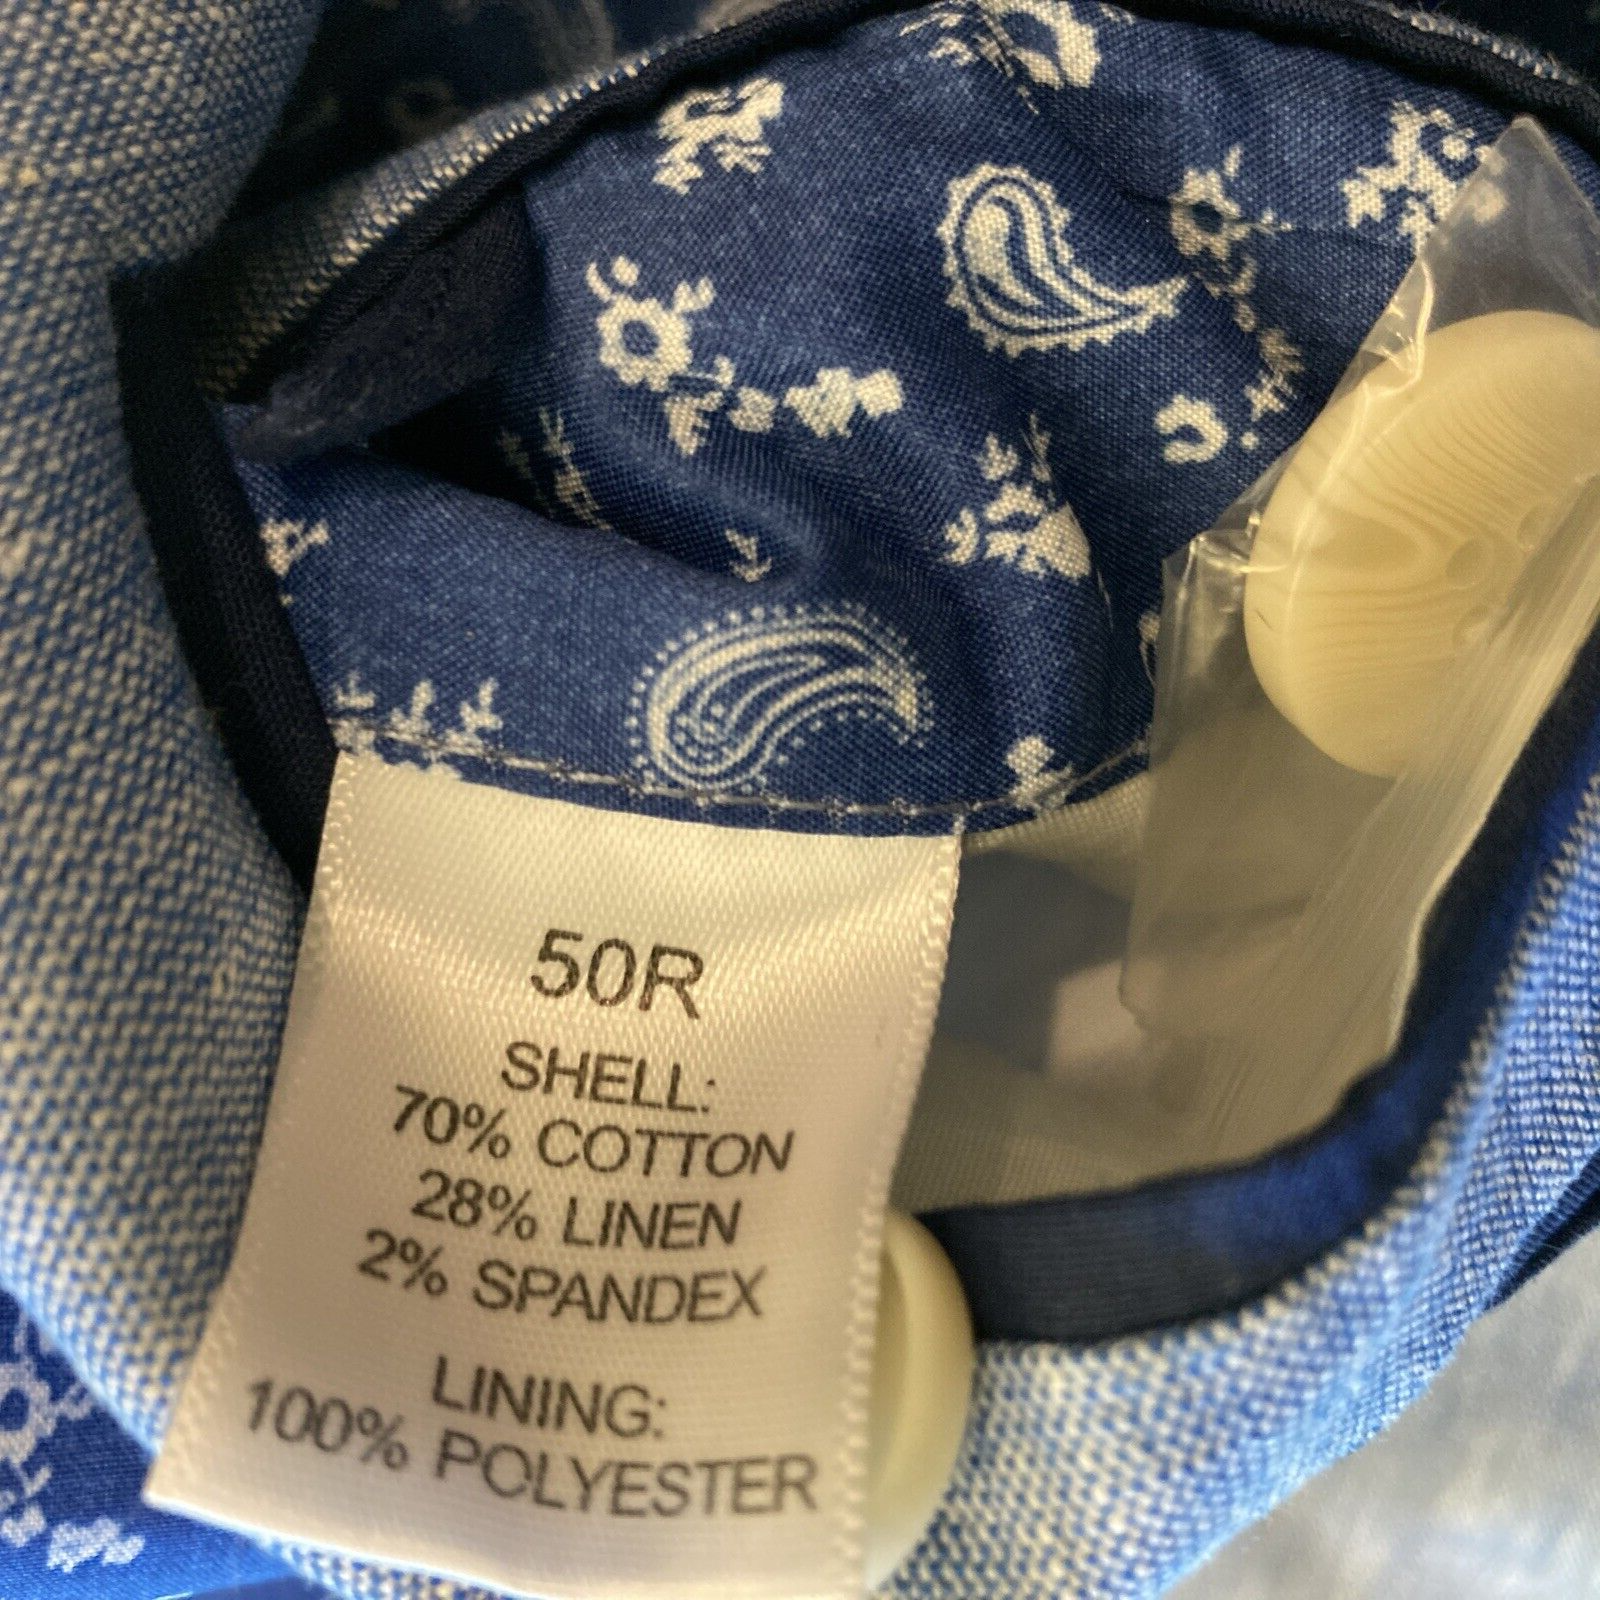 50R
SHELL:
70% COTTON
28% LINEN
2% SPANDEX
LINING:
100% POLYESTER